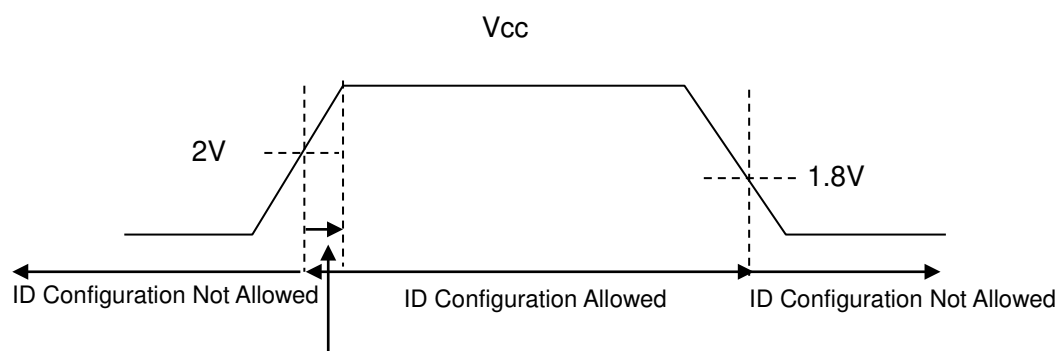 Vcc
2V
1.8V
ID Configuration Not Allowed
ID Configuration Allowed
ID Configuration Not Allowed